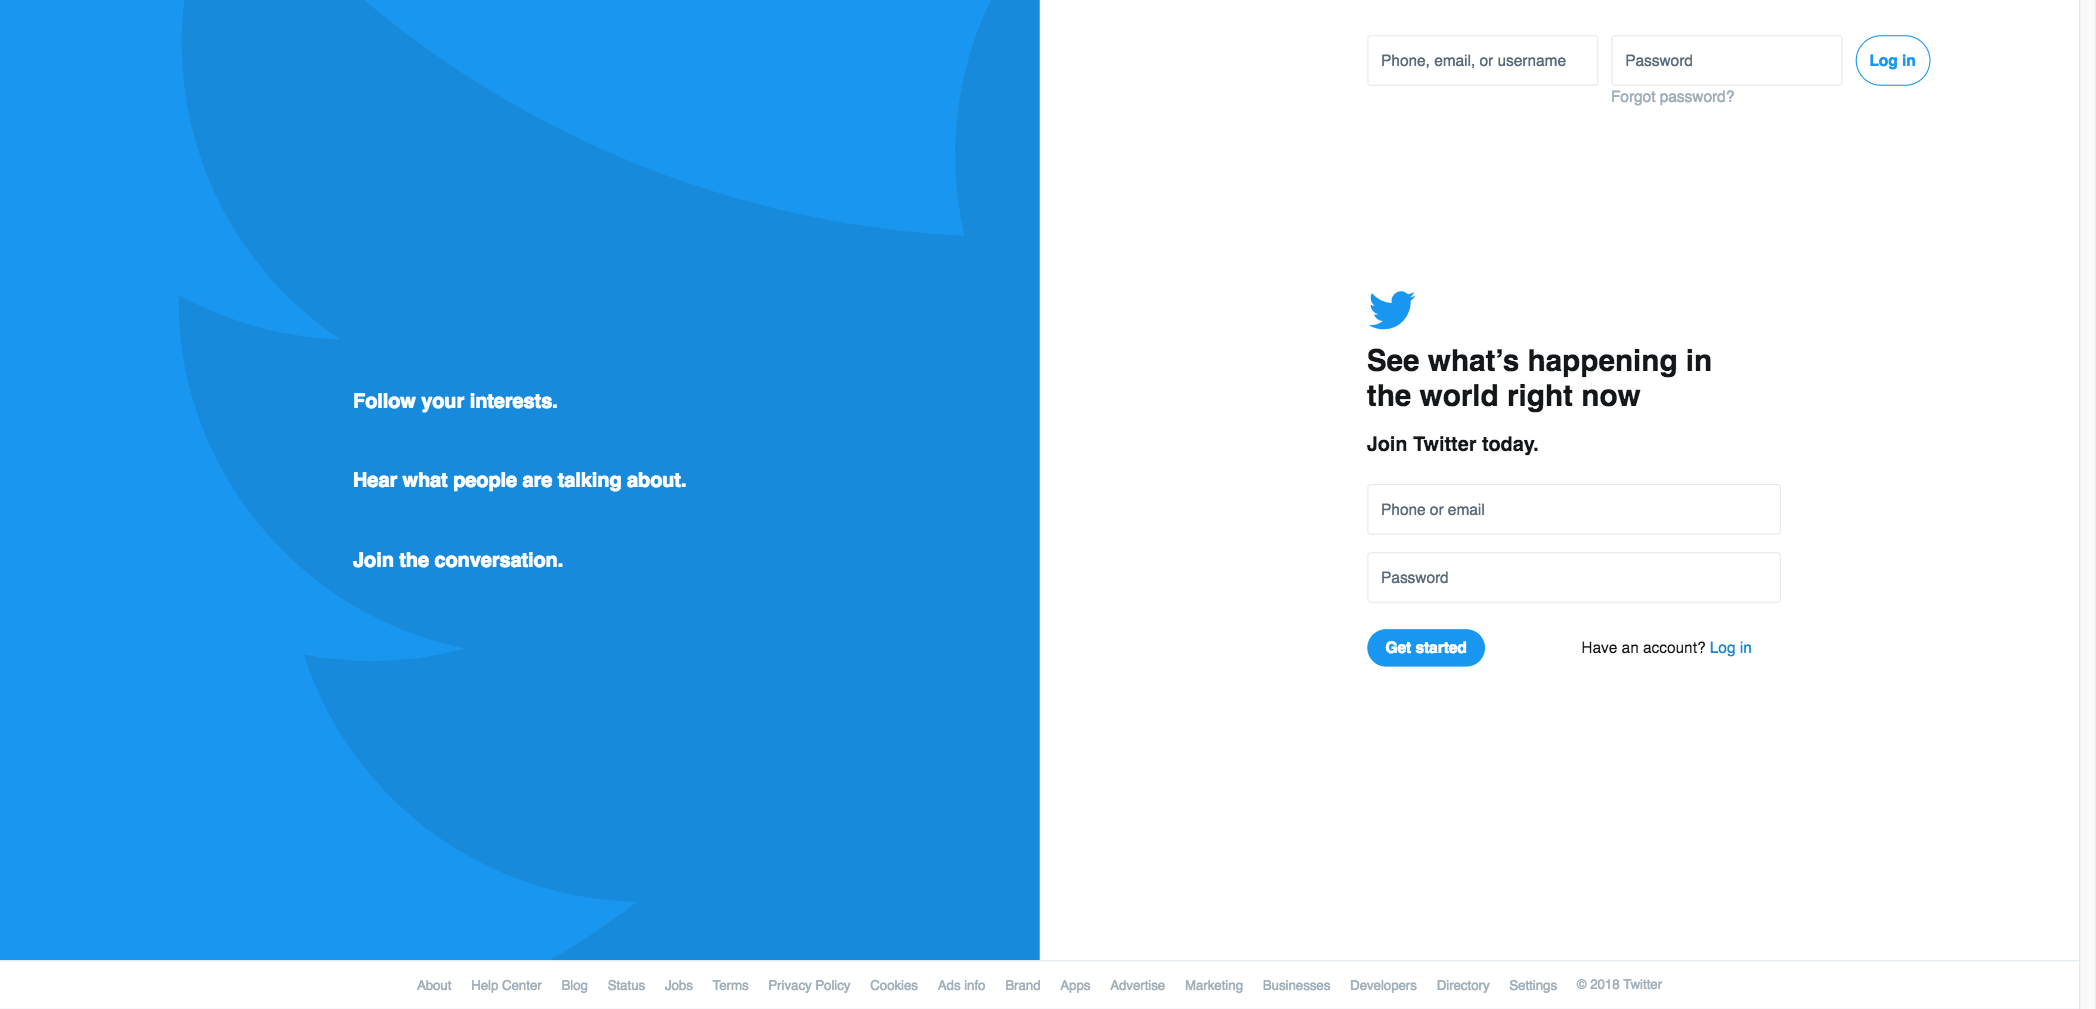 Phone, email, or username
Password
Log in
Forgot password?
Follow your interests.
Hear what people are talking about.
Join the conversation.
See what’s happening in
the world right now
Join Twitter today.
Phone or email
Password
Get started
Have an account? Log in
About Help Center Blog Status Jobs Terms Privacy Policy Cookies Ads info Brand Apps Advertise Marketing Businesses Developers Directory Settings © 2018 Twitter